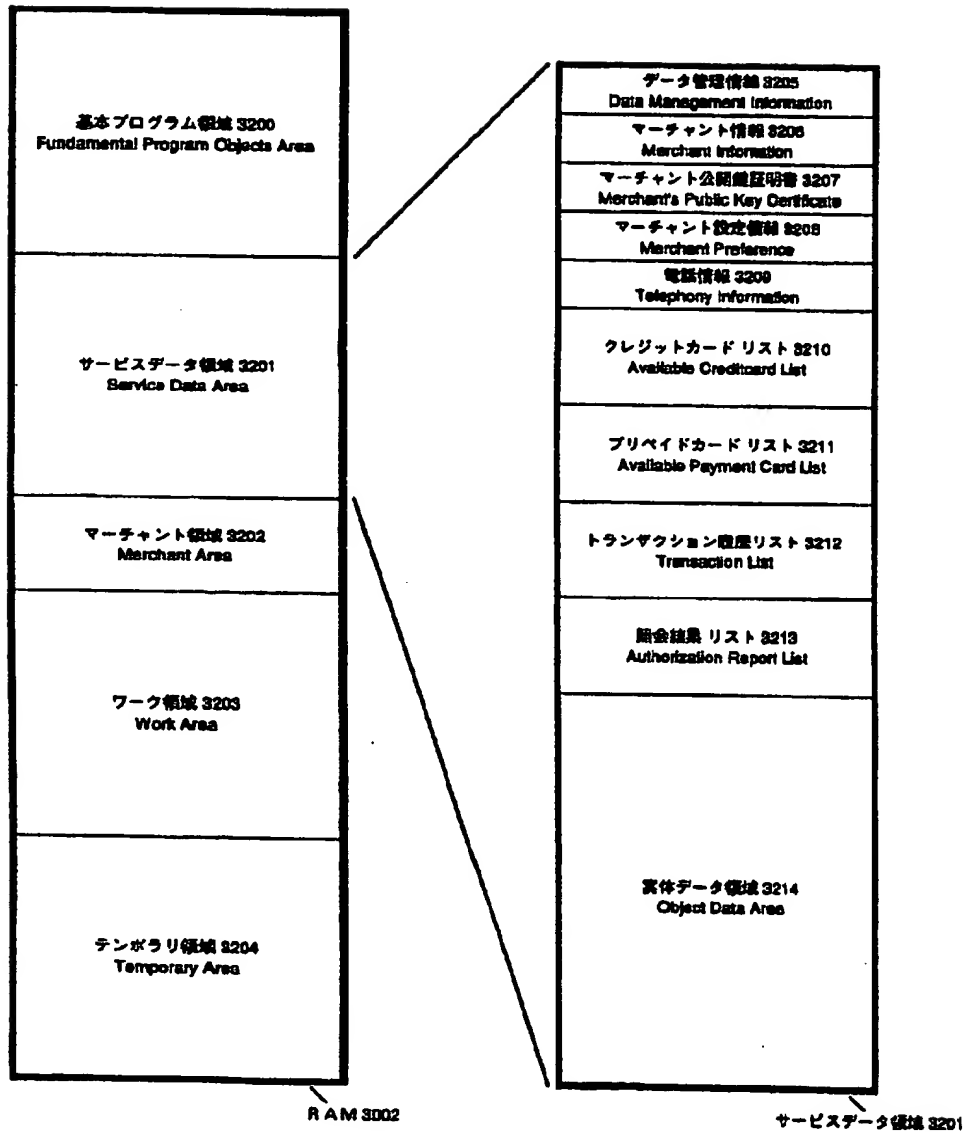 基本プログラム領域 3200
Fundamental Program Objects Area
サービスデータ領域 3201
Service Data Area
マーチャント領域 3202
Merchant Area
ワーク領域 3203
Work Area
テンポラリ領域 3204
Temporary Area
RAM 3002
データ管理情報 3205
Data Management Information
マーチャント情報 3206
Merchant Information
マーチャント公開鍵証明書 3207
Merchant's Public Key Certificate
マーチャント設定情報 3208
Merchant Preference
電話情報 3209
Telephony Information
クレジットカード リスト 3210
Available Creditcard List
プリペイドカード リスト 3211
Available Payment Card List
トランザクション履歴リスト 3212
Transaction List
照会結果 リスト 3213
Authorization Report List
実体データ領域 3214
Object Data Area
サービスデータ領域 3201